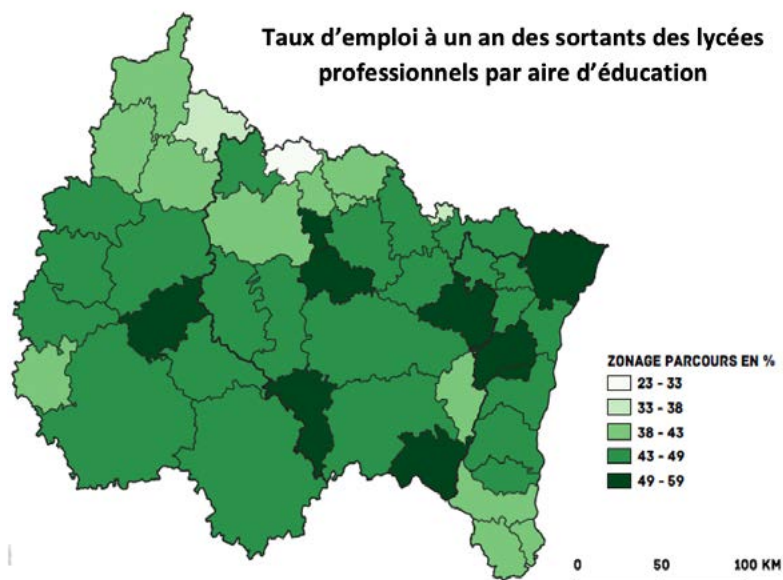 Taux d’emploi à un an des sortants des lycées
professionnels par aire d’éducation
ZONAGE PARCOURS EN %
23 - 33
33 - 38
38 - 43
43 - 49
49 - 59
0 50 100 KM